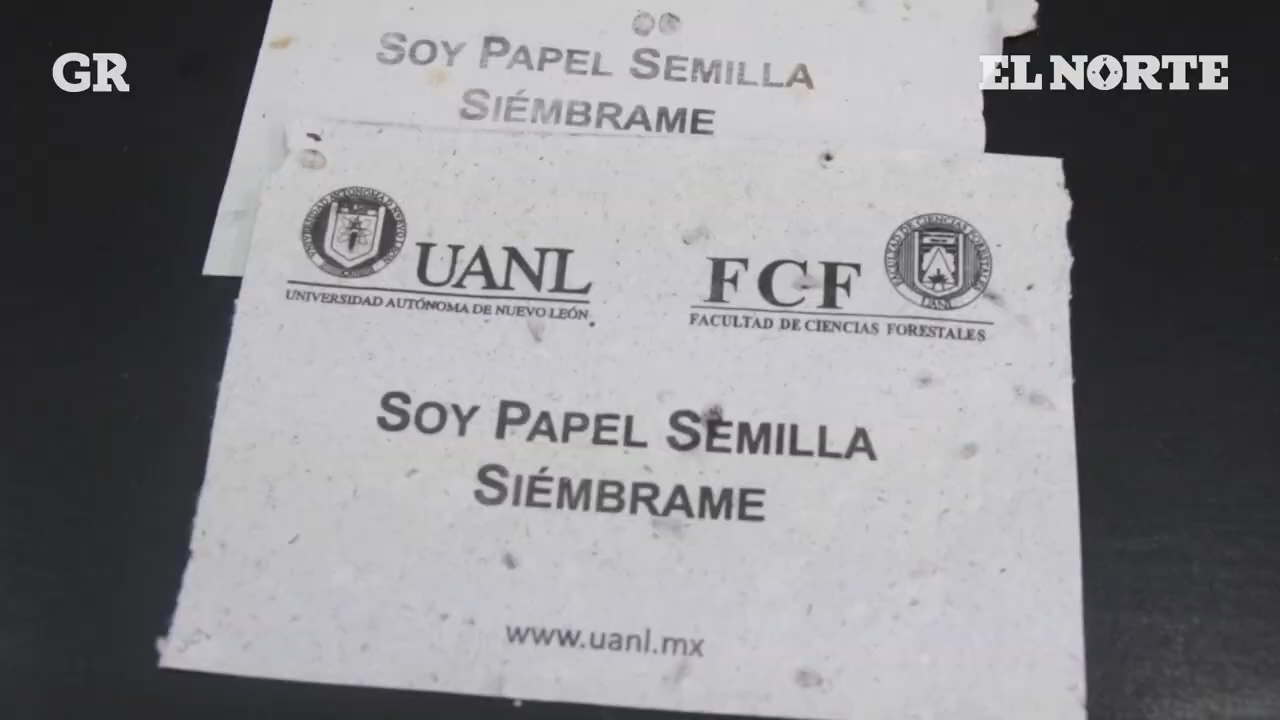 GR
EL NORTE
SOY PAPEL SEMILLA
SIÉMBRAME
UANL
UNIVERSIDAD AUTÓNOMA DE NUEVO LEÓN
FCF
FACULTAD DE CIENCIAS FORESTALES
SOY PAPEL SEMILLA
SIÉMBRAME
www.uanl.mx